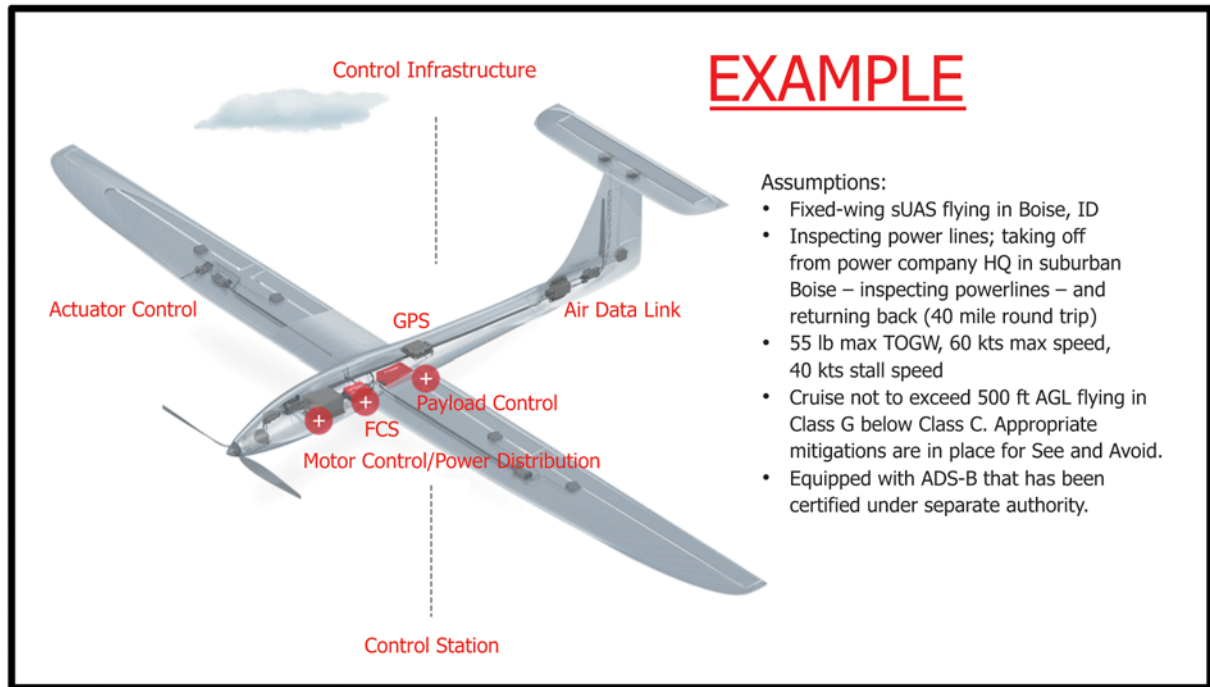 EXAMPLE
Control Infrastructure
Actuator Control
GPS
Air Data Link
Payload Control
FCS
Motor Control/Power Distribution
Control Station
Assumptions:
• Fixed-wing sUAS flying in Boise, ID
• Inspecting power lines; taking off
from power company HQ in suburban
Boise – inspecting powerlines – and
returning back (40 mile round trip)
• 55 lb max TOGW, 60 kts max speed,
40 kts stall speed
• Cruise not to exceed 500 ft AGL flying in
Class G below Class C. Appropriate
mitigations are in place for See and Avoid.
• Equipped with ADS-B that has been
certified under separate authority.